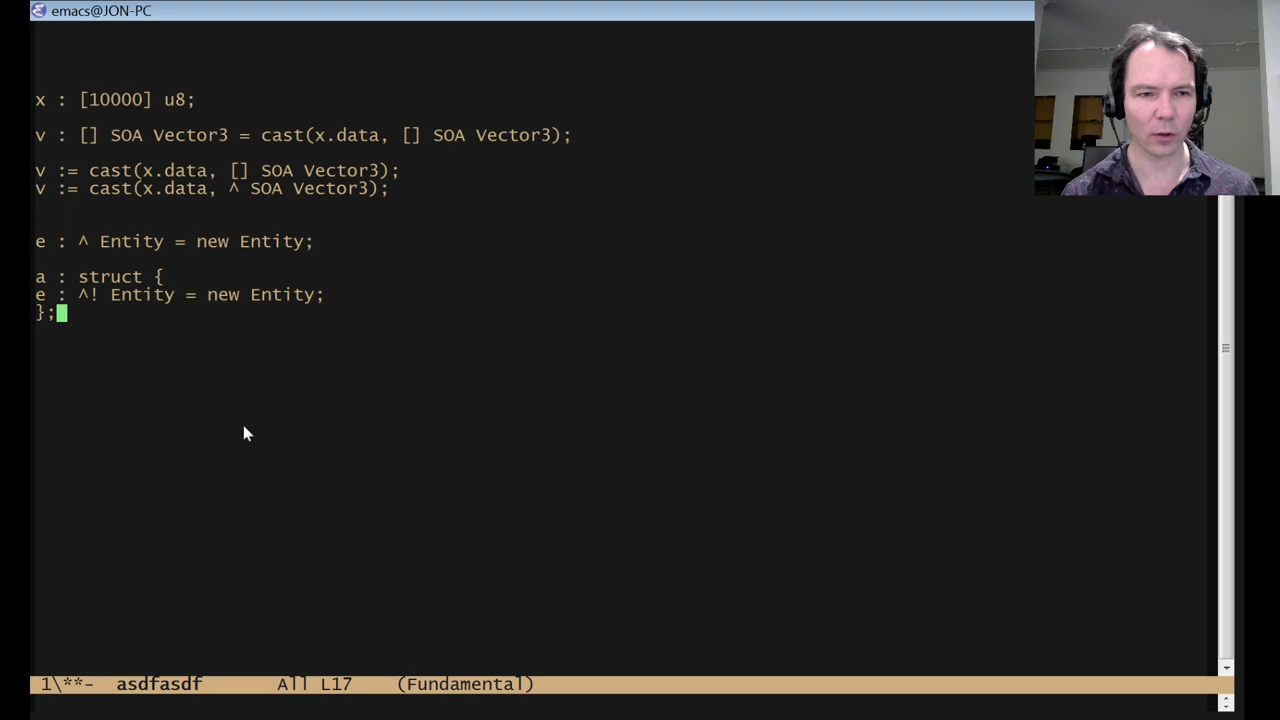 emacs@JON-PC
x : [10000] u8;
v : [] SOA Vector3 = cast(x.data, [] SOA Vector3);
v := cast(x.data, [] SOA Vector3);
v := cast(x.data, ^ SOA Vector3);
e : ^ Entity = new Entity;
a : struct {
e : ^! Entity = new Entity;
};
1\**-  asdfasdf       All L17    (Fundamental)